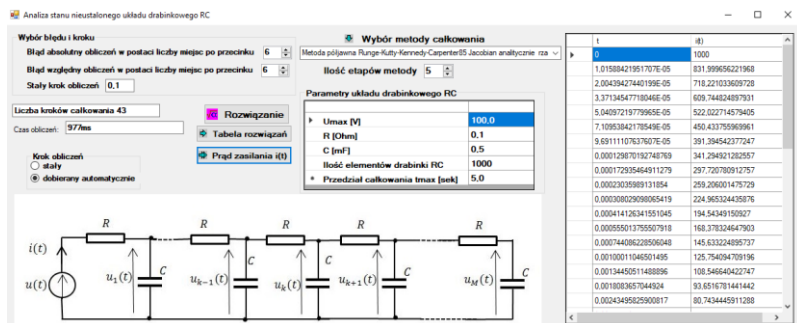 Analiza stanu nieustalonego układu drabinkowego RC
Wybór błędu i kroku
Błąd absolutny obliczeń w postaci liczby miejsc po przecinku 6
Błąd względny obliczeń w postaci liczby miejsc po przecinku 6
Stały krok obliczeń 0,1
Wybór metody całkowania
Metoda półjawna Runge-Kutty-Kennedy-Carpenter85 Jacobian analitycznie rza
Ilość etapów metody 5
Liczba kroków całkowania 43
Czas obliczeń: 977ms
Rozwiązanie
Tabela rozwiązań
Prąd zasilania i(t)
Krok obliczeń
stały
dobierany automatycznie
Parametry układu drabinkowego RC
Umax [V] 100.0
R [Ohm] 0,1
C [mF] 0,5
Ilość elementów drabinki RC 1000
* Przedział całkowania tmax [sek] 5,0
t i(t)
0 1000
1,01588421951707E-05 831,999656221968
2,00439427440199E-05 718,221033609728
3,37134547718046E-05 609,744824897931
5,04097219779965E-05 522,022714579405
7,10953842178549E-05 450,433755969961
9,69111107637607E-05 391,394542377247
0,000129870192748769 341,294921282557
0,000172935464911279 297,720780912757
0,00023035989131854 259,206001475729
0,000308029098065419 224,965324435876
0,000414126341551045 194,54349150927
0,000555013755507918 168,378324647903
0,000744086228506048 145,633224895737
0,00100011046501495 125,754094709196
0,00134450511488896 108,546640422747
0,0018083657044924 93,6516781441442
0,00243495825900817 80,7434445911288
R R R R R
i(t)
u(t) u₁(t) C uₖ₋₁(t) C uₖ(t) C uₖ₊₁(t) C u_M(t) C